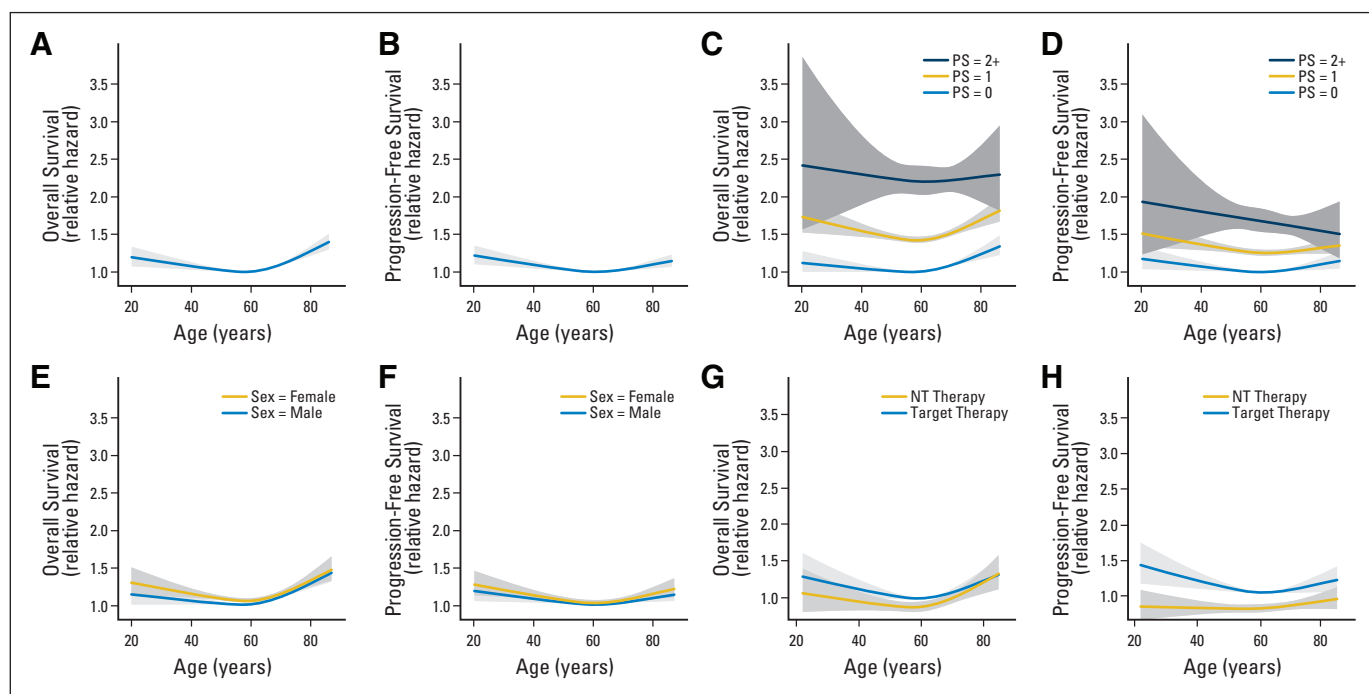 A
Overall Survival
(relative hazard)
3.5
3.0
2.5
2.0
1.5
1.0
20 40 60 80
Age (years)
B
Progression-Free Survival
(relative hazard)
3.5
3.0
2.5
2.0
1.5
1.0
20 40 60 80
Age (years)
C
Overall Survival
(relative hazard)
3.5
3.0
2.5
2.0
1.5
1.0
PS = 2+
PS = 1
PS = 0
20 40 60 80
Age (years)
D
Progression-Free Survival
(relative hazard)
3.5
3.0
2.5
2.0
1.5
1.0
PS = 2+
PS = 1
PS = 0
20 40 60 80
Age (years)
E
Overall Survival
(relative hazard)
3.5
3.0
2.5
2.0
1.5
1.0
Sex = Female
Sex = Male
20 40 60 80
Age (years)
F
Progression-Free Survival
(relative hazard)
3.5
3.0
2.5
2.0
1.5
1.0
Sex = Female
Sex = Male
20 40 60 80
Age (years)
G
Overall Survival
(relative hazard)
3.5
3.0
2.5
2.0
1.5
1.0
NT Therapy
Target Therapy
20 40 60 80
Age (years)
H
Progression-Free Survival
(relative hazard)
3.5
3.0
2.5
2.0
1.5
1.0
NT Therapy
Target Therapy
20 40 60 80
Age (years)